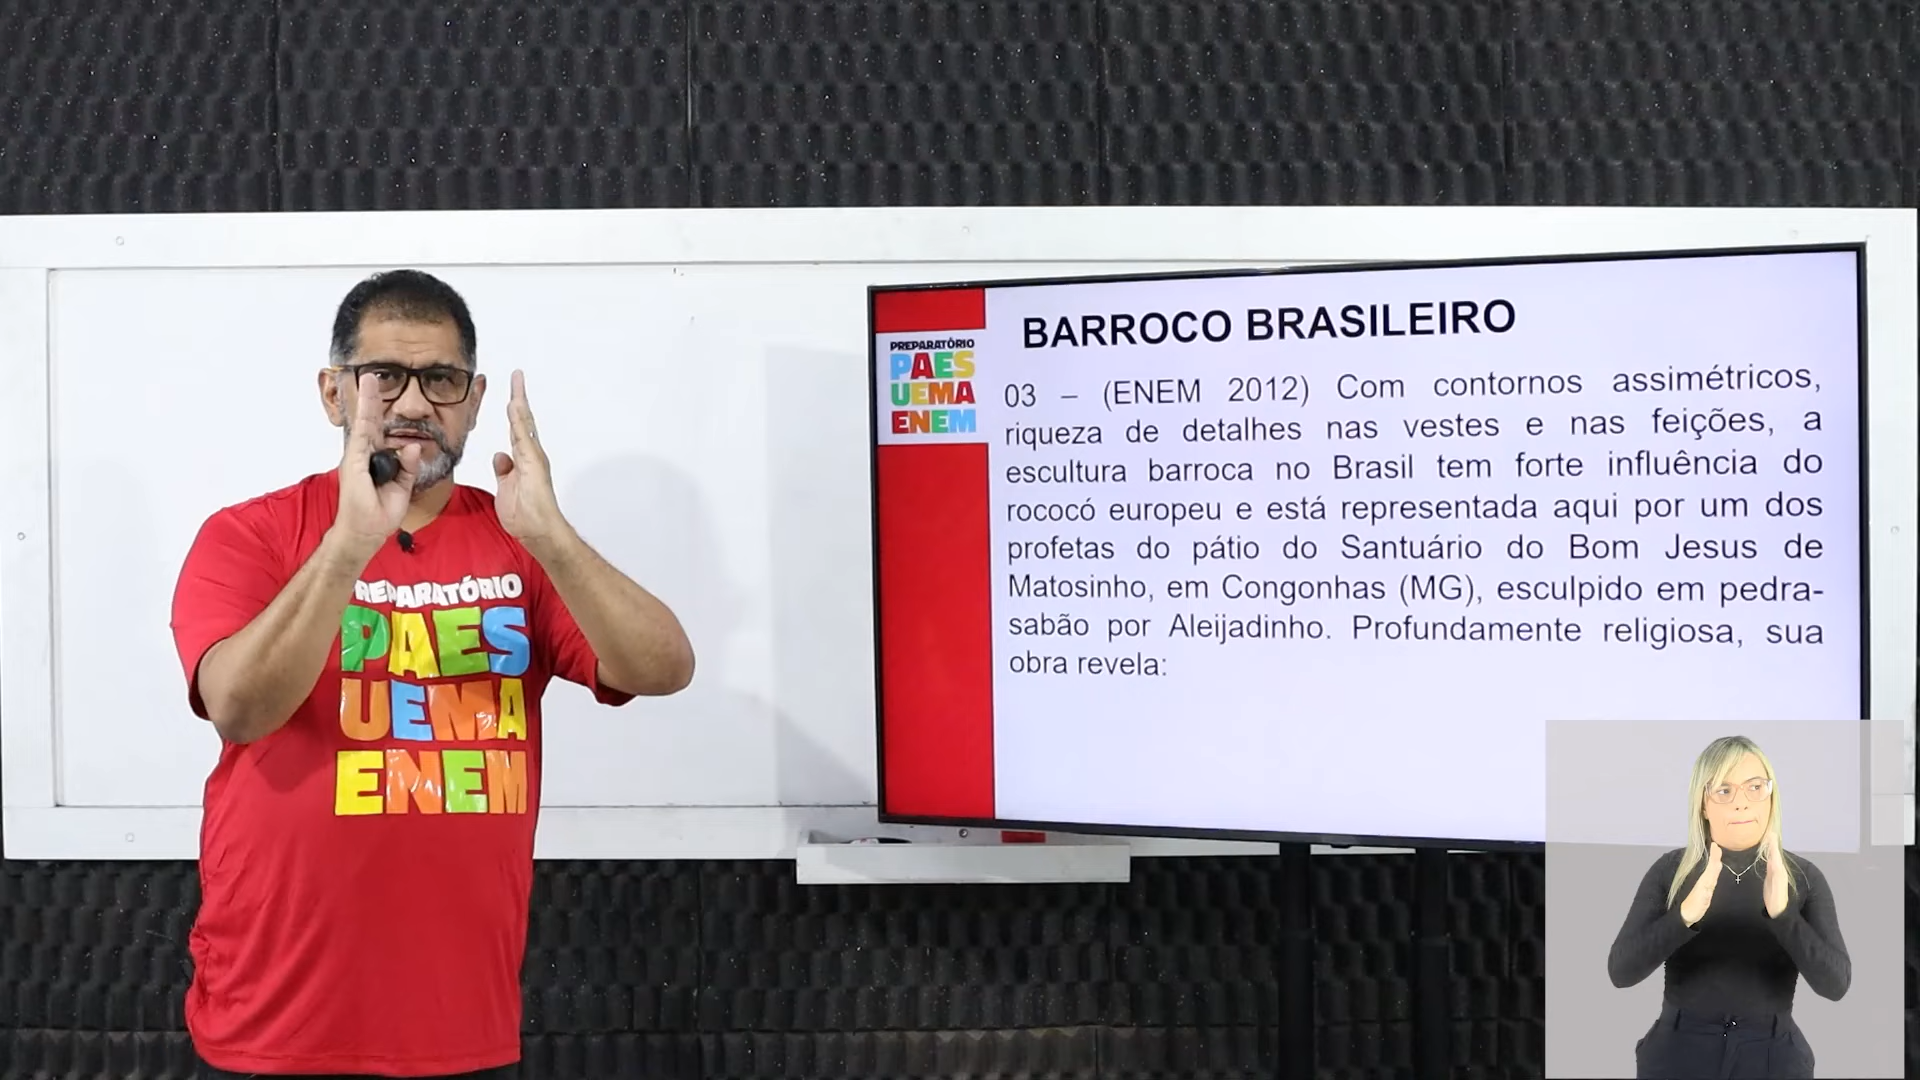 BARROCO BRASILEIRO
PREPARATÓRIO
PAES
UEMA
ENEM
03 – (ENEM 2012) Com contornos assimétricos,
riqueza de detalhes nas vestes e nas feições, a
escultura barroca no Brasil tem forte influência do
rococó europeu e está representada aqui por um dos
profetas do pátio do Santuário do Bom Jesus de
Matosinho, em Congonhas (MG), esculpido em pedra-
sabão por Aleijadinho. Profundamente religiosa, sua
obra revela:
PREPARATÓRIO
PAES
UEMA
ENEM